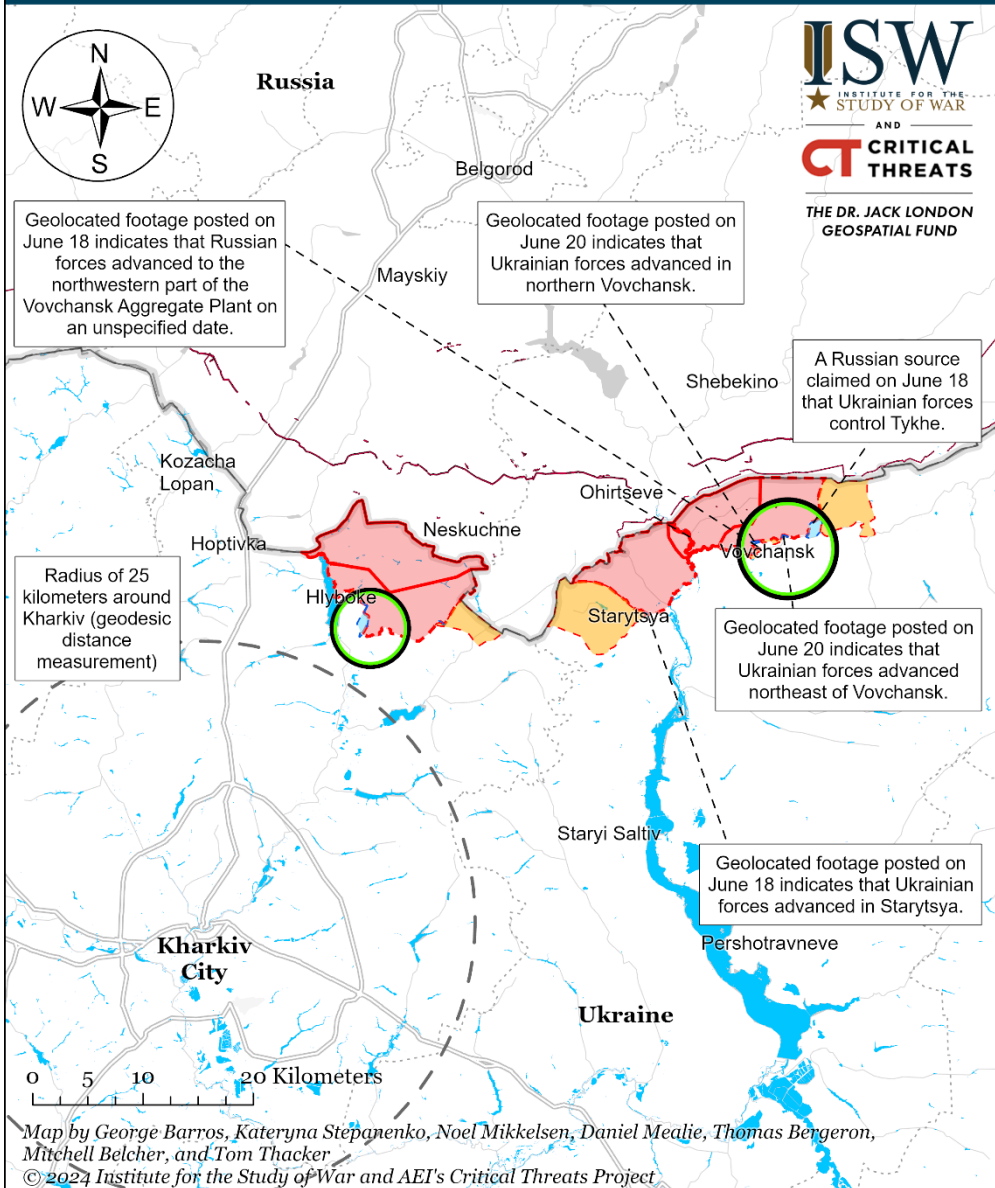 N
W
E
S
Russia
ISW
INSTITUTE FOR THE
STUDY OF WAR
AND
CT CRITICAL
THREATS
THE DR. JACK LONDON
GEOSPATIAL FUND
Belgorod
Geolocated footage posted on
June 18 indicates that Russian
forces advanced to the
northwestern part of the
Vovchansk Aggregate Plant on
an unspecified date.
Geolocated footage posted on
June 20 indicates that
Ukrainian forces advanced in
northern Vovchansk.
Mayskiy
Shebekino
A Russian source
claimed on June 18
that Ukrainian forces
control Tykhe.
Kozacha
Lopan
Ohirtseve
Neskuchne
Hoptivka
Vovchansk
Radius of 25
kilometers around
Kharkiv (geodesic
distance
measurement)
Hlyboke
Starytsya
Geolocated footage posted on
June 20 indicates that
Ukrainian forces advanced
northeast of Vovchansk.
Staryi Saltiv
Geolocated footage posted on
June 18 indicates that Ukrainian
forces advanced in Starytsya.
Pershotravneve
Kharkiv
City
Ukraine
0 5 10 20 Kilometers
Map by George Barros, Kateryna Stepanenko, Noel Mikkelsen, Daniel Mealie, Thomas Bergeron,
Mitchell Belcher, and Tom Thacker
© 2024 Institute for the Study of War and AEI's Critical Threats Project